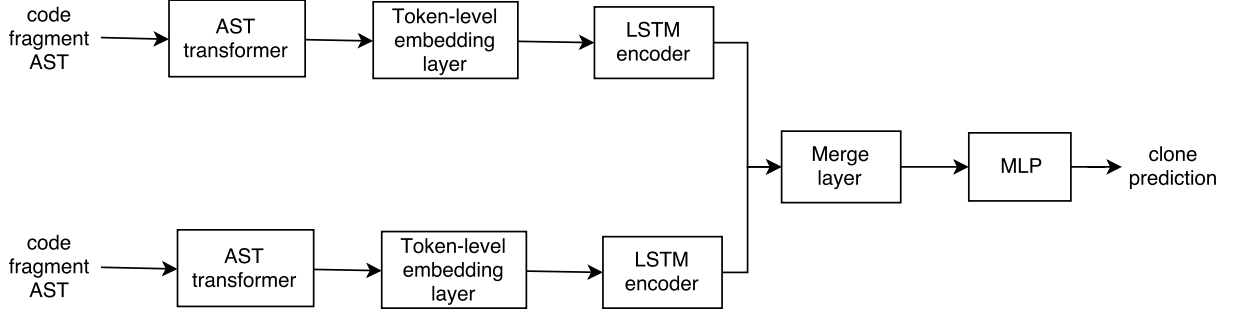 code
fragment
AST
AST
transformer
Token-level
embedding
layer
LSTM
encoder
Merge
layer
MLP
clone
prediction
code
fragment
AST
AST
transformer
Token-level
embedding
layer
LSTM
encoder